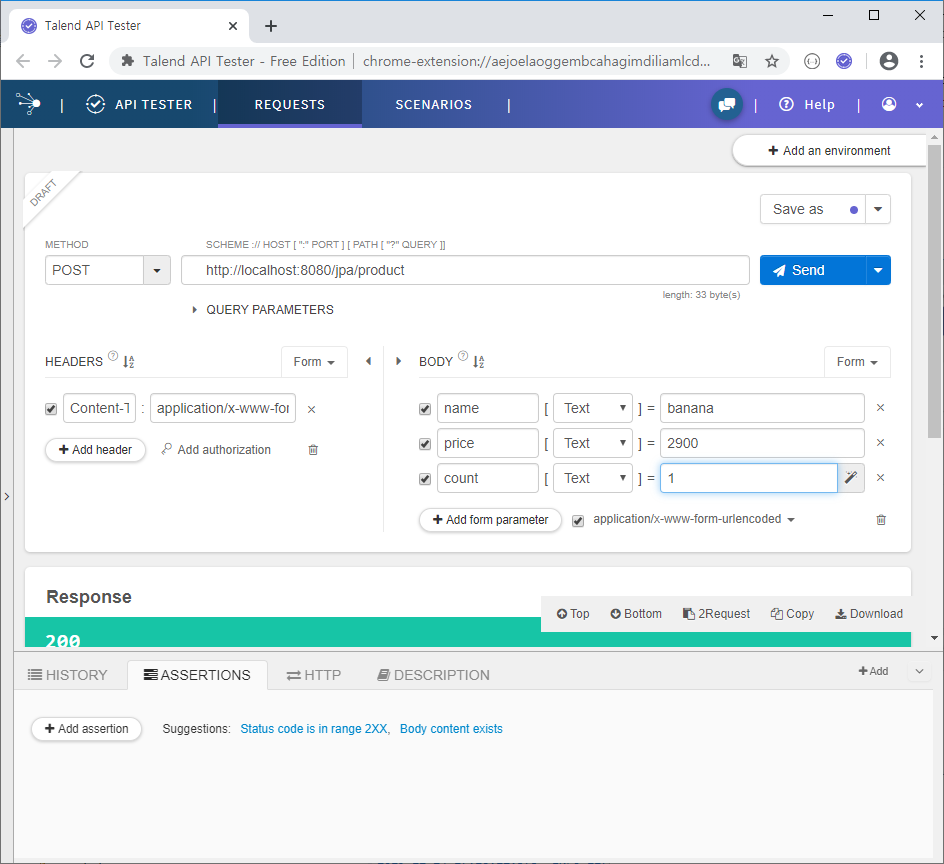 Talend API Tester
Talend API Tester - Free Edition | chrome-extension://aejoelaoggembcahagimdiliamlcd...
API TESTER
REQUESTS
SCENARIOS
Help
+ Add an environment
DRAFT
Save as
METHOD
SCHEME :// HOST [ ":" PORT ] [ PATH [ "?" QUERY ]]
POST
http://localhost:8080/jpa/product
Send
length: 33 byte(s)
QUERY PARAMETERS
HEADERS
Form
BODY
Form
Content-T : application/x-www-for
name [ Text ] = banana
price [ Text ] = 2900
count [ Text ] = 1
+ Add header
Add authorization
+ Add form parameter
application/x-www-form-urlencoded
Response
Top
Bottom
2Request
Copy
Download
200
HISTORY
ASSERTIONS
HTTP
DESCRIPTION
+ Add
+ Add assertion
Suggestions: Status code is in range 2XX, Body content exists